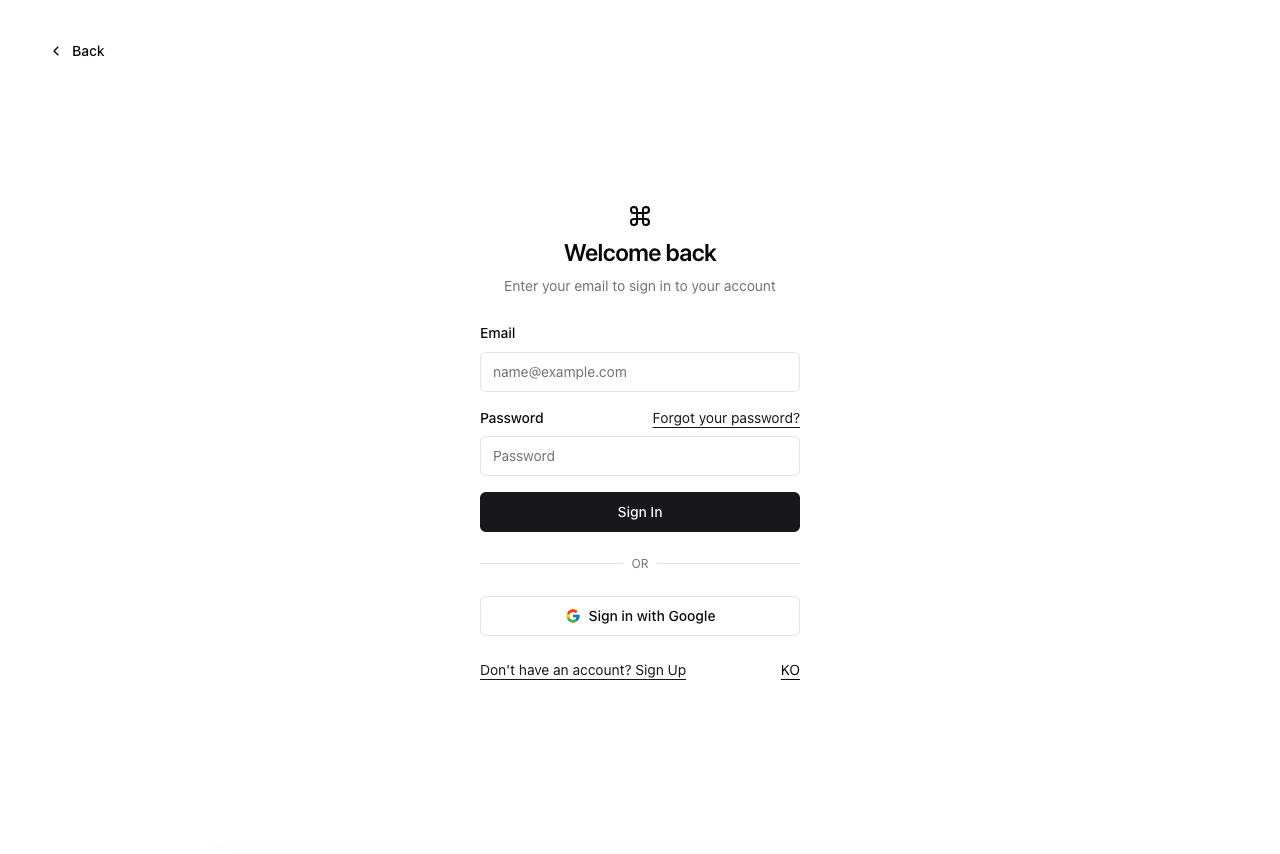 Back
Welcome back
Enter your email to sign in to your account
Email
name@example.com
Password Forgot your password?
Password
Sign In
OR
Sign in with Google
Don't have an account? Sign Up KO